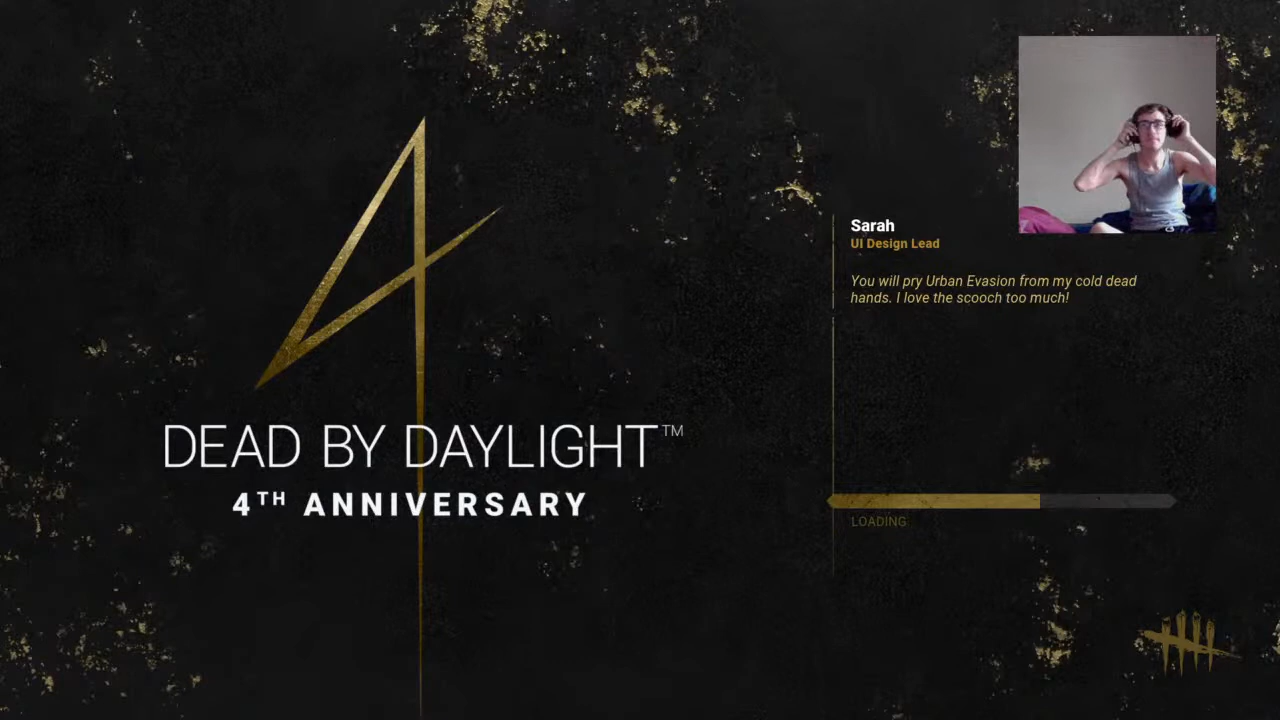 DEAD BY DAYLIGHT™
4TH ANNIVERSARY
Sarah
UI Design Lead
You will pry Urban Evasion from my cold dead
hands. I love the scooch too much!
LOADING